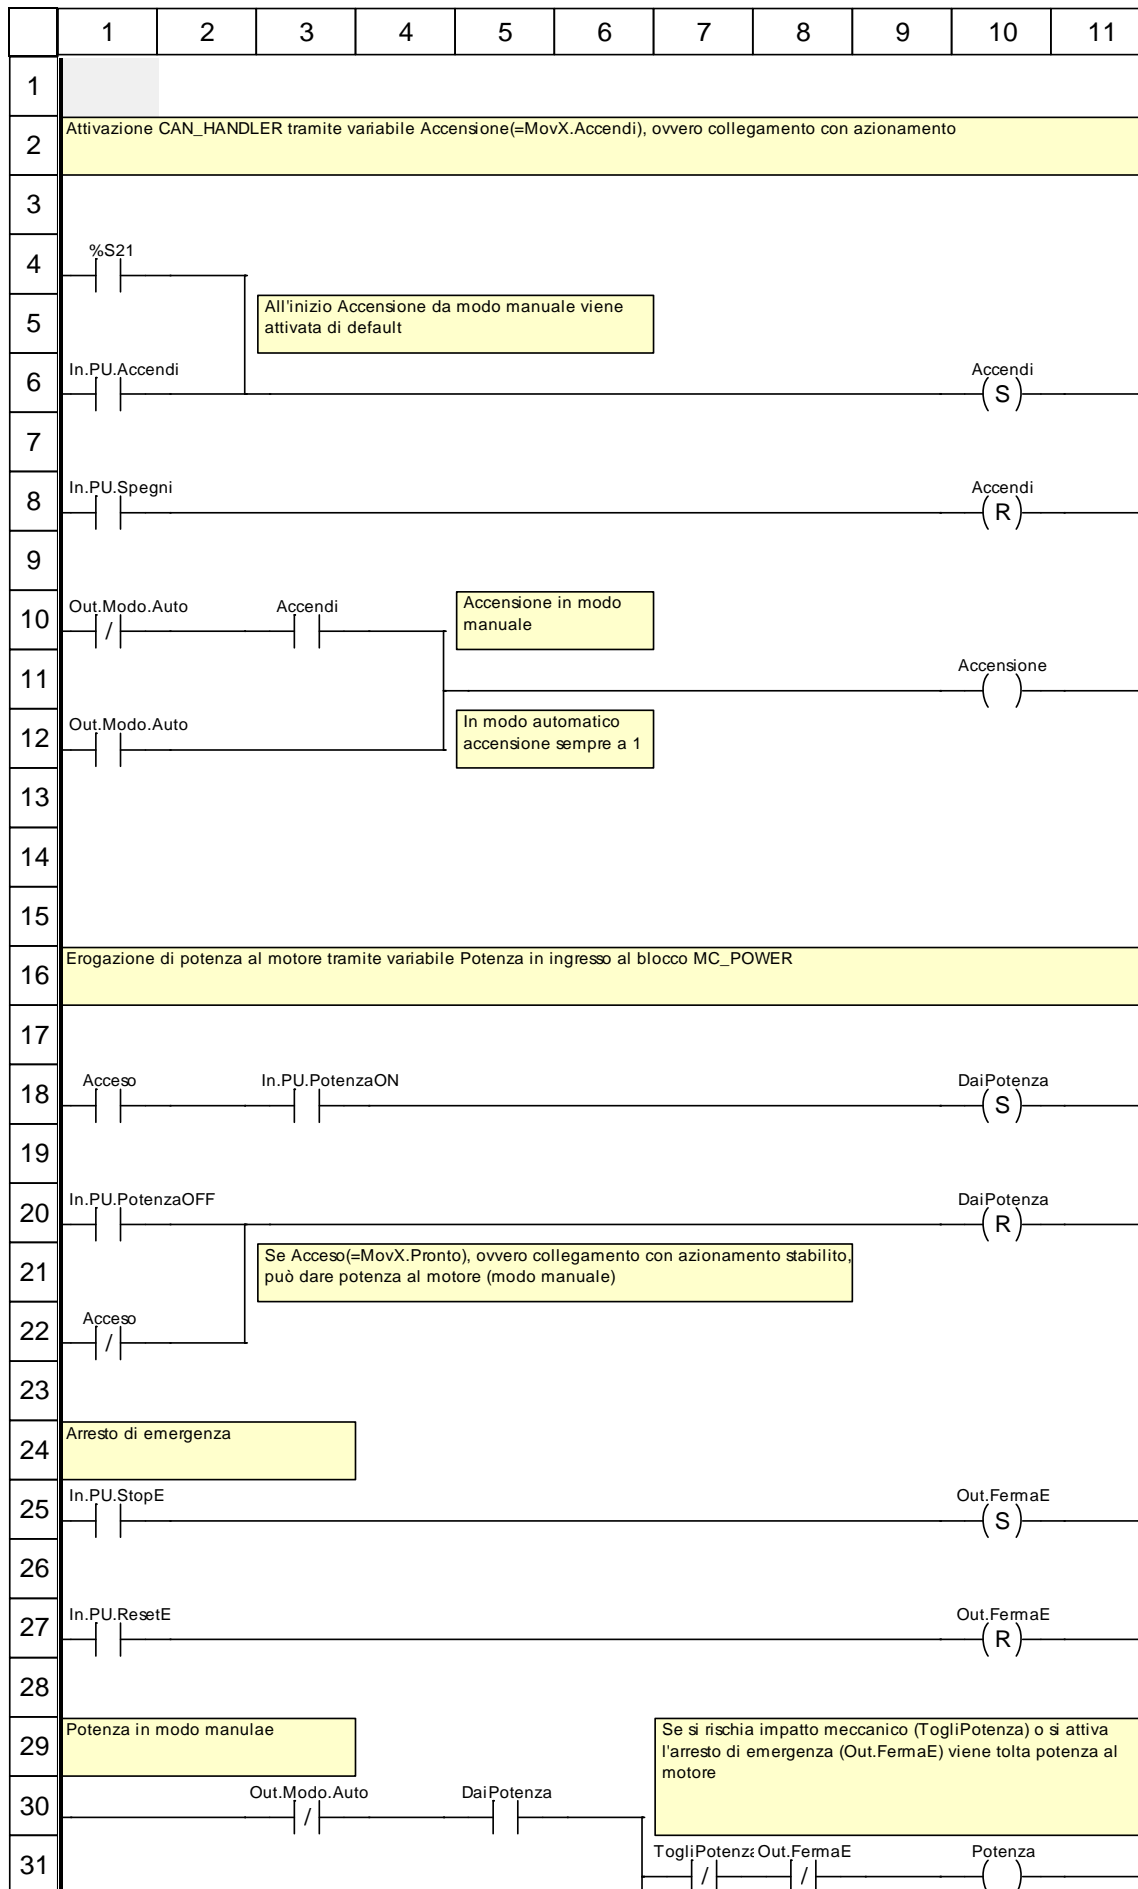 1 2 3 4 5 6 7 8 9 10 11
1
2
Attivazione CAN_HANDLER tramite variabile Accensione(=MovX.Accendi), ovvero collegamento con azionamento
3
4
%S21
5
All'inizio Accensione da modo manuale viene
attivata di default
6
In.PU.Accendi
Accendi
S
7
8
In.PU.Spegni
Accendi
R
9
10
Out.Modo.Auto
/
Accendi
Accensione in modo
manuale
11
Accensione
12
Out.Modo.Auto
In modo automatico
accensione sempre a 1
13
14
15
16
Erogazione di potenza al motore tramite variabile Potenza in ingresso al blocco MC_POWER
17
18
Acceso
In.PU.PotenzaON
DaiPotenza
S
19
20
In.PU.PotenzaOFF
DaiPotenza
R
21
Se Acceso(=MovX.Pronto), ovvero collegamento con azionamento stabilito,
può dare potenza al motore (modo manuale)
22
Acceso
/
23
24
Arresto di emergenza
25
In.PU.StopE
Out.FermaE
S
26
27
In.PU.ResetE
Out.FermaE
R
28
29
Potenza in modo manulae
Se si rischia impatto meccanico (TogliPotenza) o si attiva
l'arresto di emergenza (Out.FermaE) viene tolta potenza al
motore
30
Out.Modo.Auto
/
DaiPotenza
31
TogliPotenza
/
Out.FermaE
/
Potenza